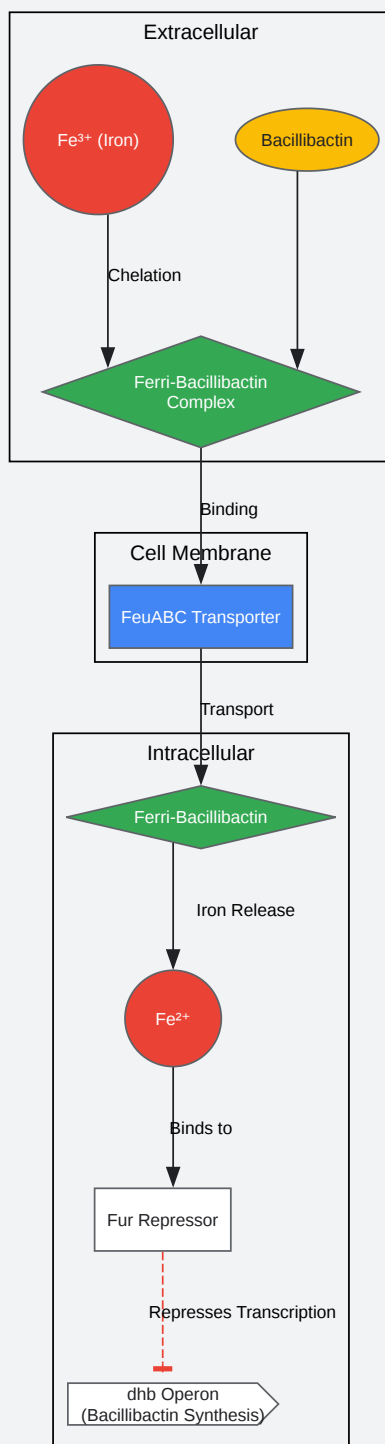 Extracellular
Fe³⁺ (Iron)
Bacillibactin
Chelation
Ferri-Bacillibactin
Complex
Binding
Cell Membrane
FeuABC Transporter
Transport
Intracellular
Ferri-Bacillibactin
Iron Release
Fe²⁺
Binds to
Fur Repressor
Represses Transcription
dhb Operon
(Bacillibactin Synthesis)